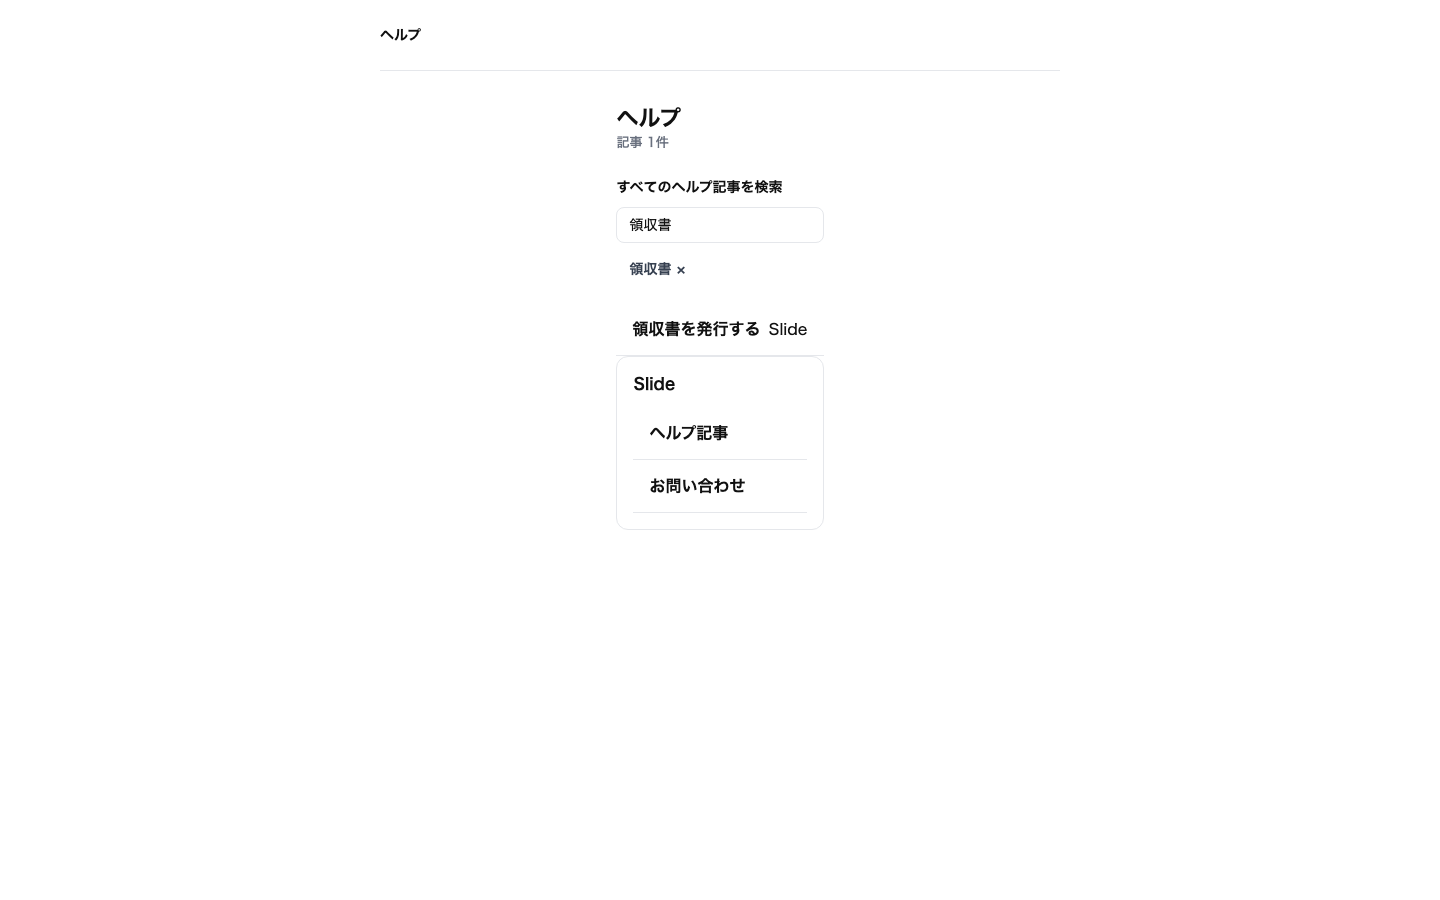 ヘルプ
ヘルプ
記事 1件
すべてのヘルプ記事を検索
領収書
領収書 ×
領収書を発行する Slide
Slide
ヘルプ記事
お問い合わせ